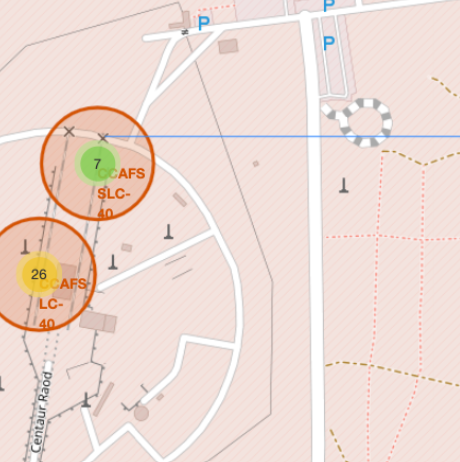 P
P
P
7
CCAFS
SLC-
40
26
CCAFS
LC-
40
Centaur Raod